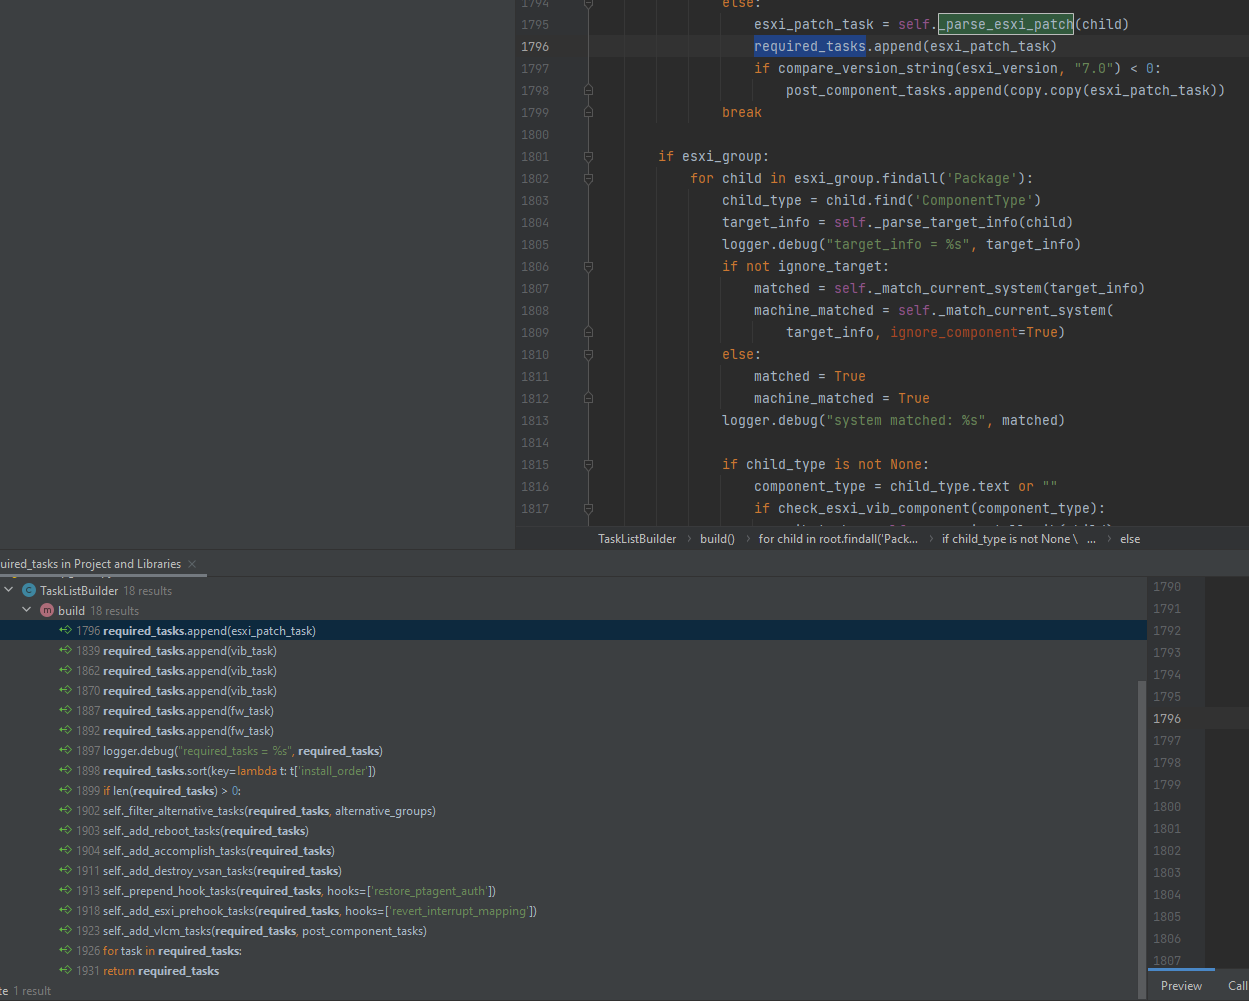 1794 else:
1795 esxi_patch_task = self._parse_esxi_patch(child)
1796 required_tasks.append(esxi_patch_task)
1797 if compare_version_string(esxi_version, "7.0") < 0:
1798 post_component_tasks.append(copy.copy(esxi_patch_task))
1799 break
1800
1801 if esxi_group:
1802 for child in esxi_group.findall('Package'):
1803 child_type = child.find('ComponentType')
1804 target_info = self._parse_target_info(child)
1805 logger.debug("target_info = %s", target_info)
1806 if not ignore_target:
1807 matched = self._match_current_system(target_info)
1808 machine_matched = self._match_current_system(
1809 target_info, ignore_component=True)
1810 else:
1811 matched = True
1812 machine_matched = True
1813 logger.debug("system matched: %s", matched)
1814
1815 if child_type is not None:
1816 component_type = child_type.text or ""
1817 if check_esxi_vib_component(component_type):
TaskListBuilder › build() › for child in root.findall('Pack... › if child_type is not None \ ... › else
uired_tasks in Project and Libraries ×
TaskListBuilder 18 results
build 18 results
1796 required_tasks.append(esxi_patch_task)
1839 required_tasks.append(vib_task)
1862 required_tasks.append(vib_task)
1870 required_tasks.append(vib_task)
1887 required_tasks.append(fw_task)
1892 required_tasks.append(fw_task)
1897 logger.debug("required_tasks = %s", required_tasks)
1898 required_tasks.sort(key=lambda t: t['install_order'])
1899 if len(required_tasks) > 0:
1902 self._filter_alternative_tasks(required_tasks, alternative_groups)
1903 self._add_reboot_tasks(required_tasks)
1904 self._add_accomplish_tasks(required_tasks)
1911 self._add_destroy_vsan_tasks(required_tasks)
1913 self._prepend_hook_tasks(required_tasks, hooks=['restore_ptagent_auth'])
1918 self._add_esxi_prehook_tasks(required_tasks, hooks=['revert_interrupt_mapping'])
1923 self._add_vlcm_tasks(required_tasks, post_component_tasks)
1926 for task in required_tasks:
1931 return required_tasks
te 1 result
1790
1791
1792
1793
1794
1795
1796
1797
1798
1799
1800
1801
1802
1803
1804
1805
1806
1807
Preview Call